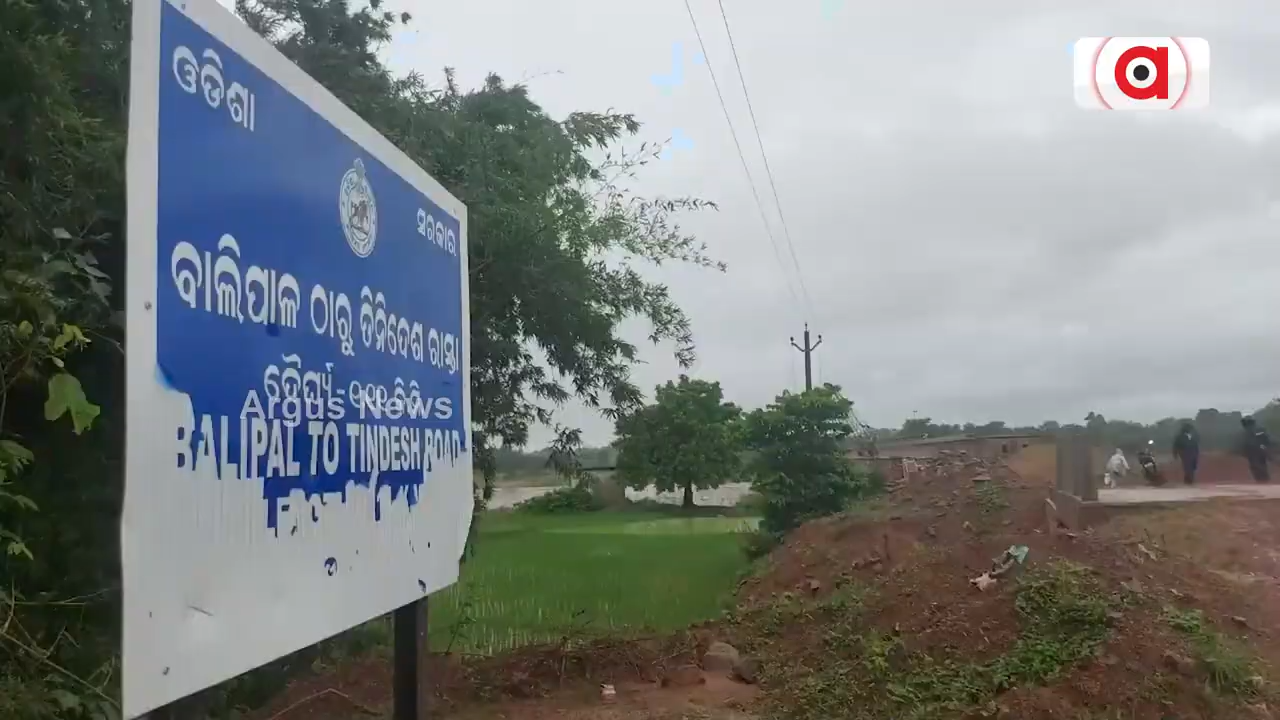 ଓଡିଶା ସରକାର
ବାଲିପାଳ ଠାରୁ ତିନିଦେଶ ରାସ୍ତା
ଦୈର୍ଘ୍ୟ -
Argus News
BALIPAL TO TINDESH ROAD
a